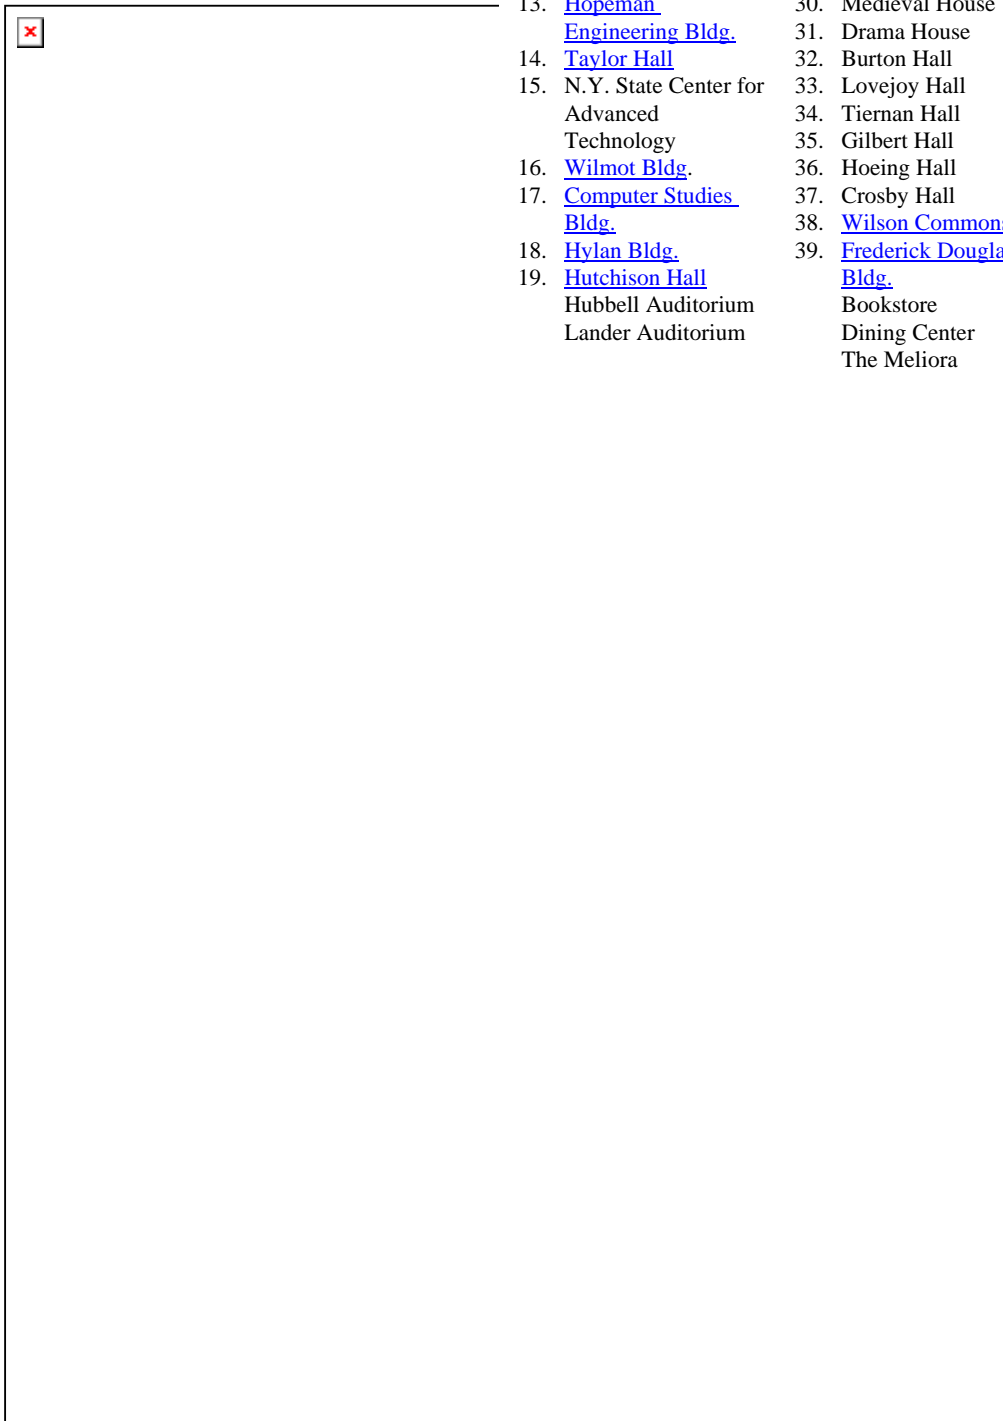 13. Hopeman
Engineering Bldg.
14. Taylor Hall
15. N.Y. State Center for
Advanced
Technology
16. Wilmot Bldg.
17. Computer Studies
Bldg.
18. Hylan Bldg.
19. Hutchison Hall
Hubbell Auditorium
Lander Auditorium
30. Medieval House
31. Drama House
32. Burton Hall
33. Lovejoy Hall
34. Tiernan Hall
35. Gilbert Hall
36. Hoeing Hall
37. Crosby Hall
38. Wilson Commons
39. Frederick Dougla
Bldg.
Bookstore
Dining Center
The Meliora